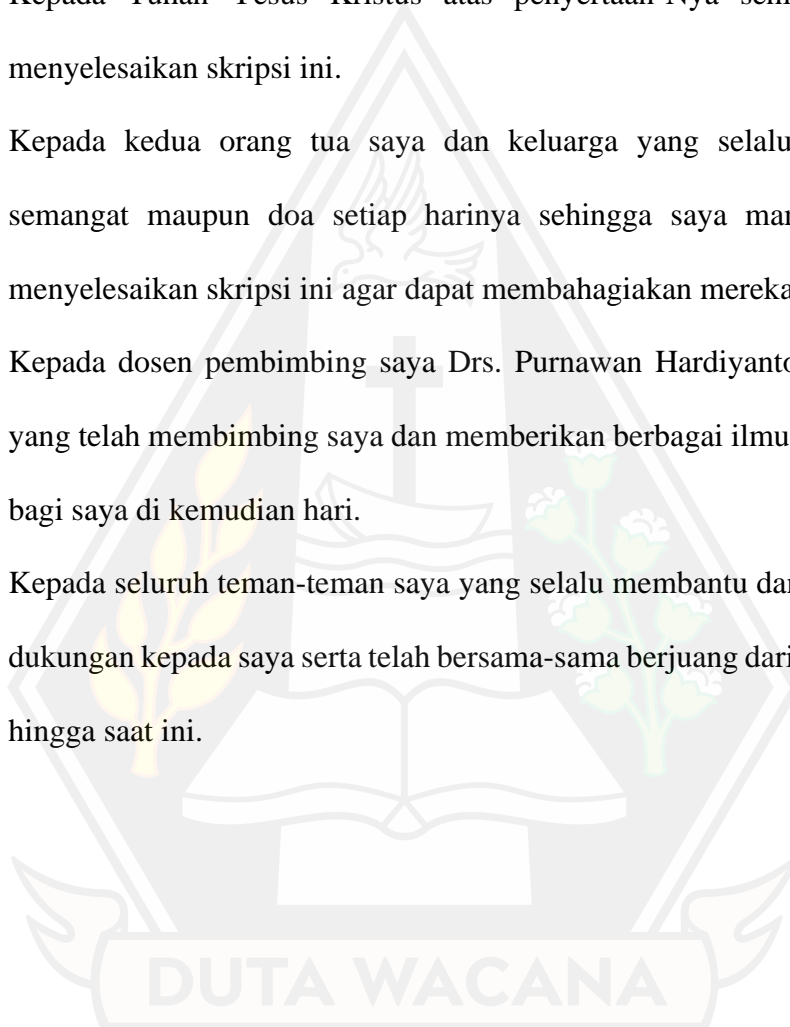 menyelesaikan skripsi ini.
Kepada kedua orang tua saya dan keluarga yang selalu
semangat maupun doa setiap harinya sehingga saya
menyelesaikan skripsi ini agar dapat membahagiakan mereka
Kepada dosen pembimbing saya Drs. Purnawan Hardiyanto
yang telah membimbing saya dan memberikan berbagai ilmu
bagi saya di kemudian hari.
Kepada seluruh teman-teman saya yang selalu membantu dan
dukungan kepada saya serta telah bersama-sama berjuang dari
hingga saat ini.
DUTA WACANA